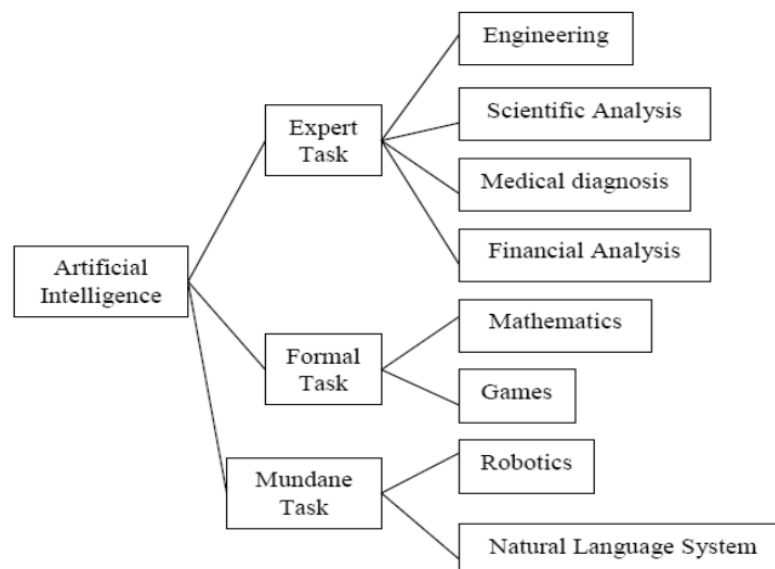 Artificial
Intelligence
Expert
Task
Engineering
Scientific Analysis
Medical diagnosis
Financial Analysis
Formal
Task
Mathematics
Games
Mundane
Task
Robotics
Natural Language System